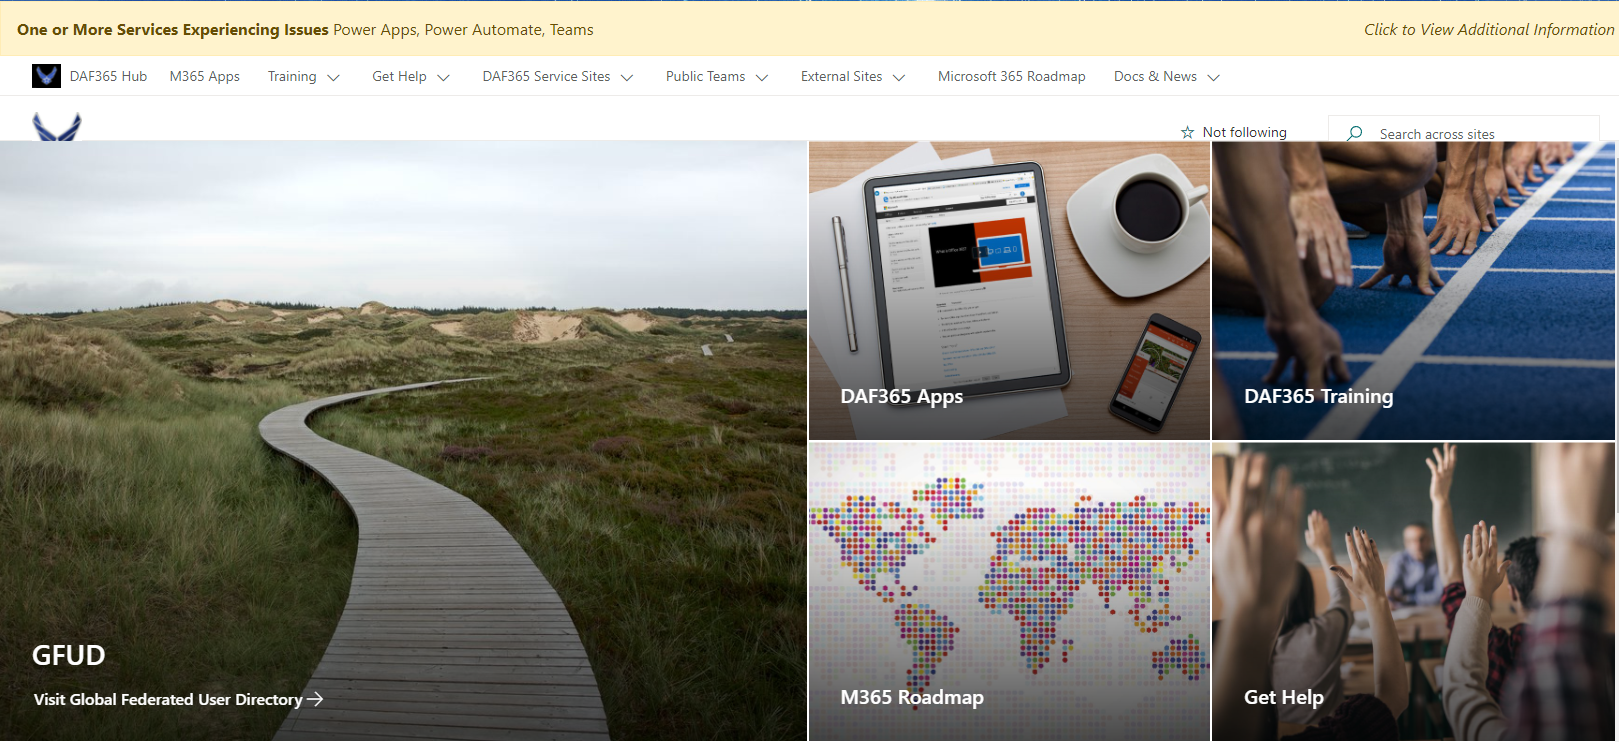 One or More Services Experiencing Issues Power Apps, Power Automate, Teams Click to View Additional Information
DAF365 Hub M365 Apps Training Get Help DAF365 Service Sites Public Teams External Sites Microsoft 365 Roadmap Docs & News
Not following Search across sites
GFUD
Visit Global Federated User Directory
DAF365 Apps
DAF365 Training
M365 Roadmap
Get Help